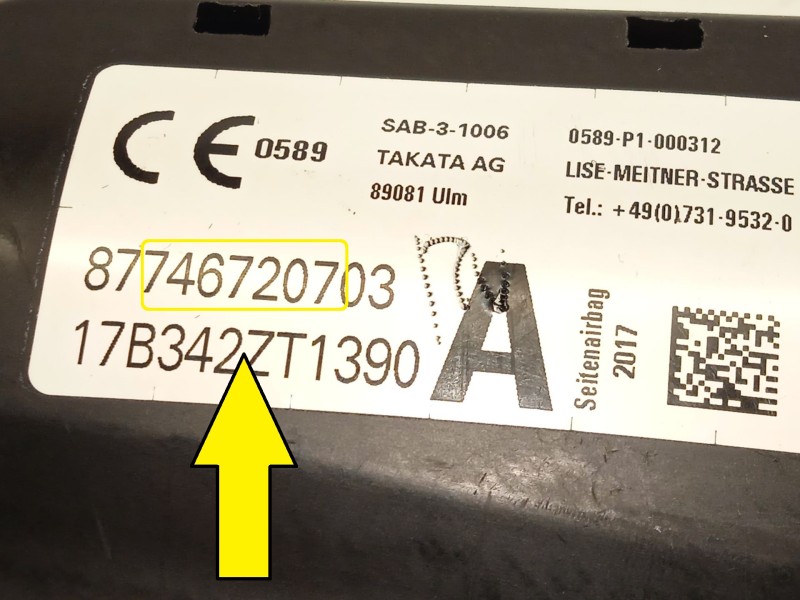 CE 0589
SAB-3-1006
TAKATA AG
89081 Ulm
0589-P1-000312
LISE-MEITNER-STRASSE
Tel.: +49(0)731-9532-0
87746720703
17B342ZT1390
A
Seitenairbag
2017